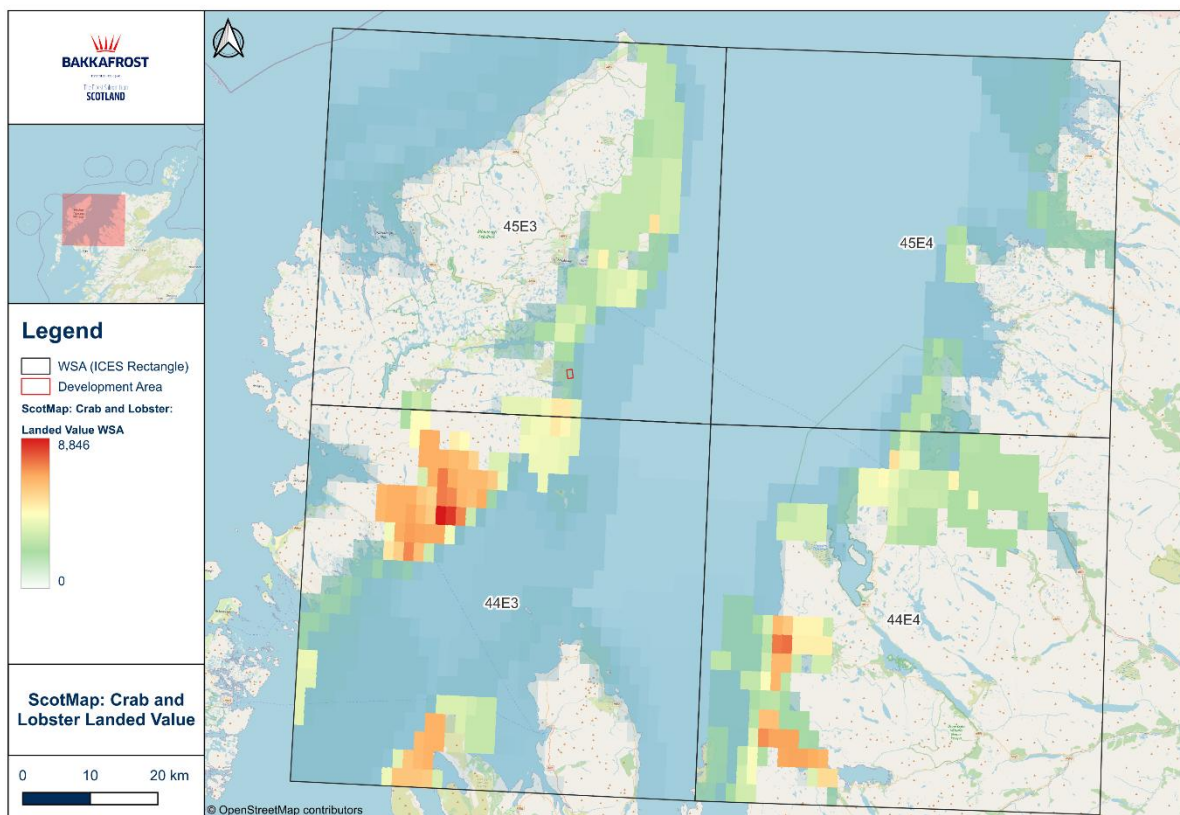 BAKKAFROST
SCOTLAND
Legend
WSA (ICES Rectangle)
Development Area
ScotMap: Crab and Lobster:
Landed Value WSA
8,846
0
ScotMap: Crab and
Lobster Landed Value
0 10 20 km
45E3
45E4
44E3
44E4
© OpenStreetMap contributors